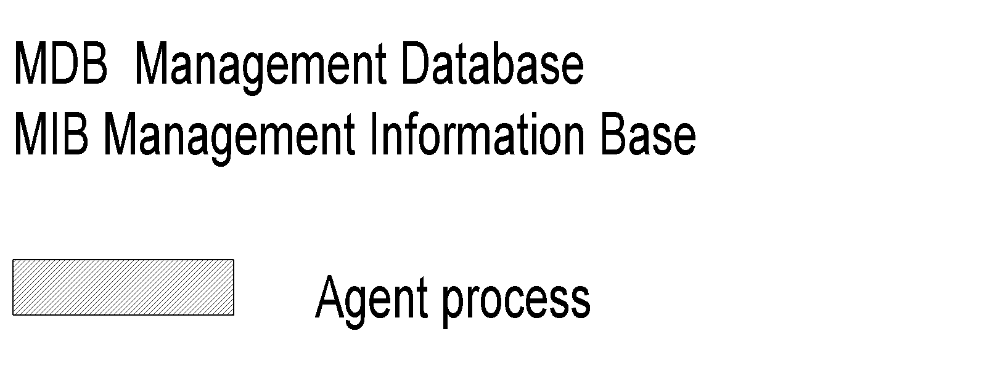 MDB  Management Database
MIB Management Information Base
Agent process